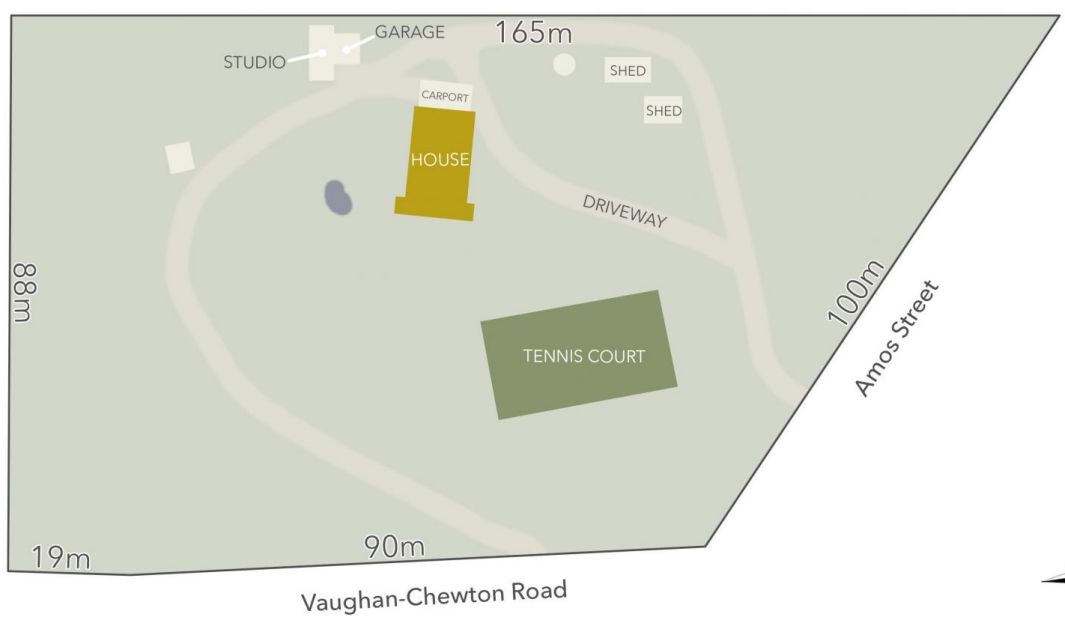 165m
GARAGE
STUDIO
SHED
CARPORT
SHED
HOUSE
DRIVEWAY
88m
100m
Amos Street
TENNIS COURT
19m
90m
Vaughan-Chewton Road